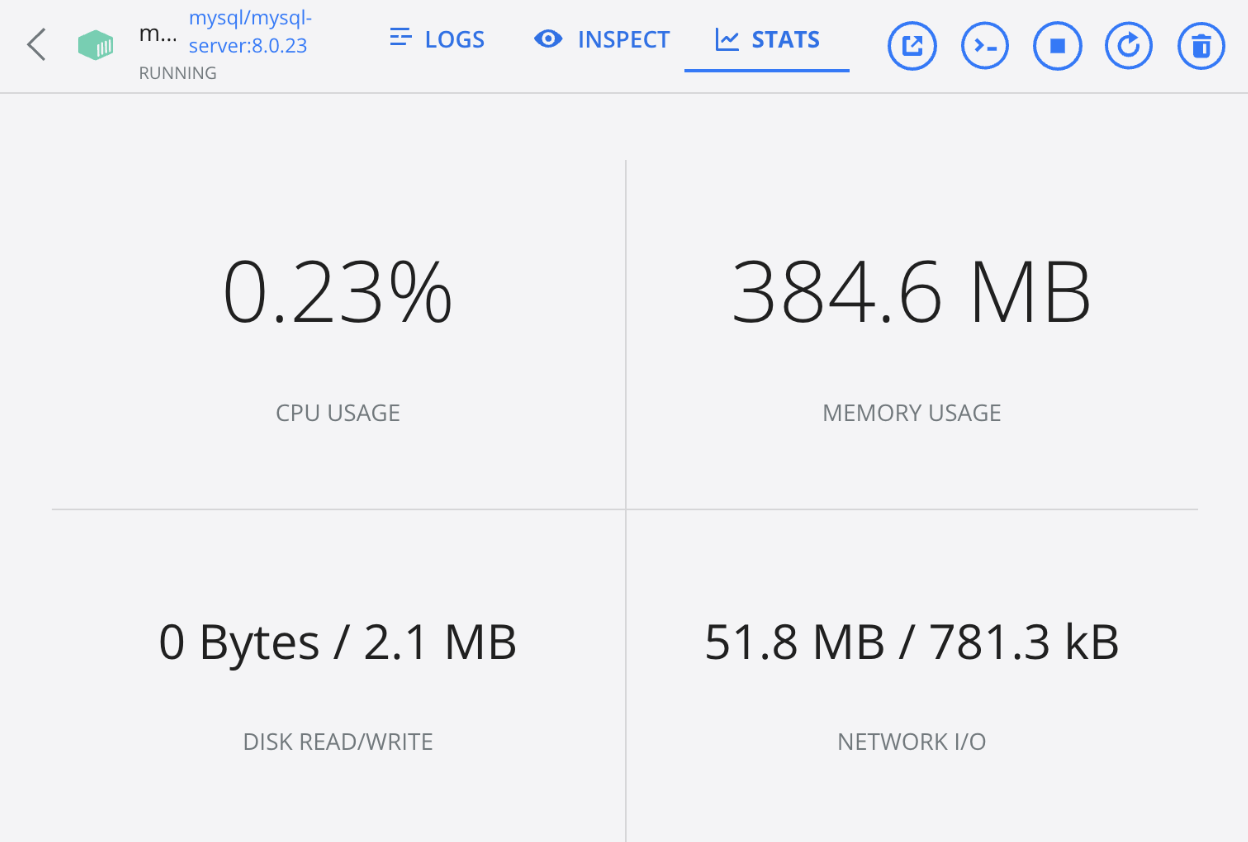 m...
mysql/mysql-
server:8.0.23
RUNNING
LOGS
INSPECT
STATS
0.23%
CPU USAGE
384.6 MB
MEMORY USAGE
0 Bytes / 2.1 MB
DISK READ/WRITE
51.8 MB / 781.3 kB
NETWORK I/O